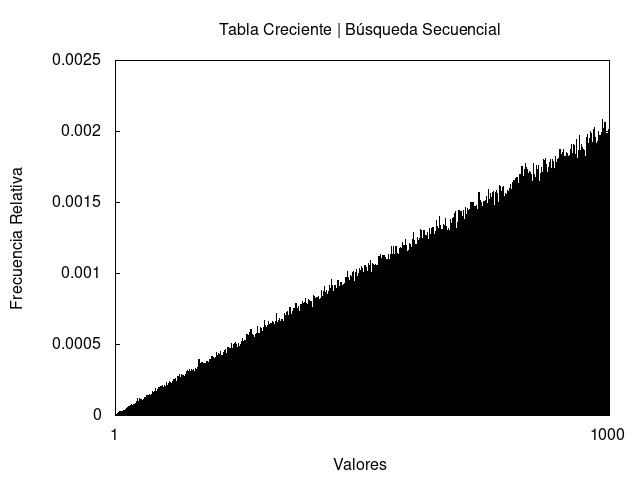 Tabla Creciente | Búsqueda Secuencial
0.0025
0.002
0.0015
0.001
0.0005
0
Frecuencia Relativa
1
1000
Valores